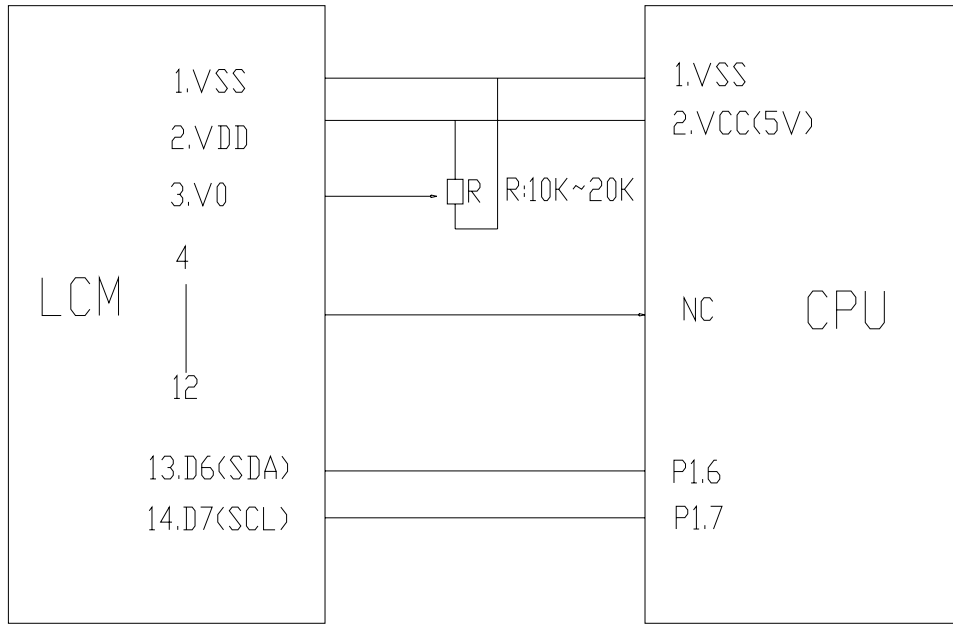 1.VSS
2.VDD
3.V0
4
12
LCM
13.D6(SDA)
14.D7(SCL)
R
R:10K~20K
1.VSS
2.VCC(5V)
NC
CPU
P1.6
P1.7